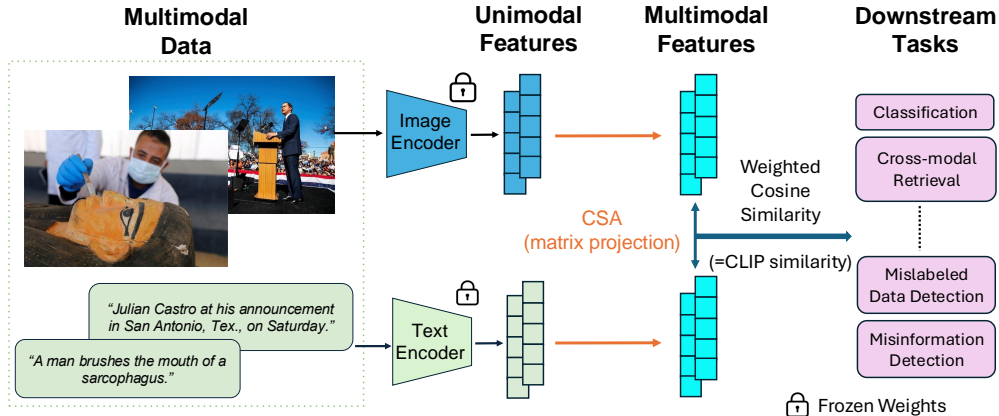 Multimodal
Data
Unimodal
Features
Multimodal
Features
Downstream
Tasks
Image
Encoder
Classification
Cross-modal
Retrieval
Weighted
Cosine
Similarity
CSA
(matrix projection)
(=CLIP similarity)
“Julian Castro at his announcement
in San Antonio, Tex., on Saturday.”
“A man brushes the mouth of a
sarcophagus.”
Text
Encoder
Mislabeled
Data Detection
Misinformation
Detection
Frozen Weights